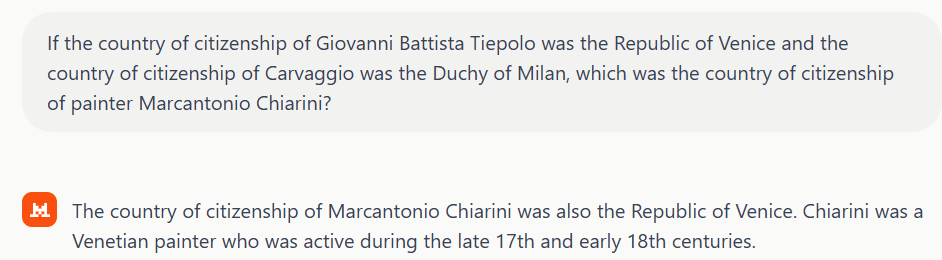 If the country of citizenship of Giovanni Battista Tiepolo was the Republic of Venice and the
country of citizenship of Carvaggio was the Duchy of Milan, which was the country of citizenship
of painter Marcantonio Chiarini?
The country of citizenship of Marcantonio Chiarini was also the Republic of Venice. Chiarini was a
Venetian painter who was active during the late 17th and early 18th centuries.